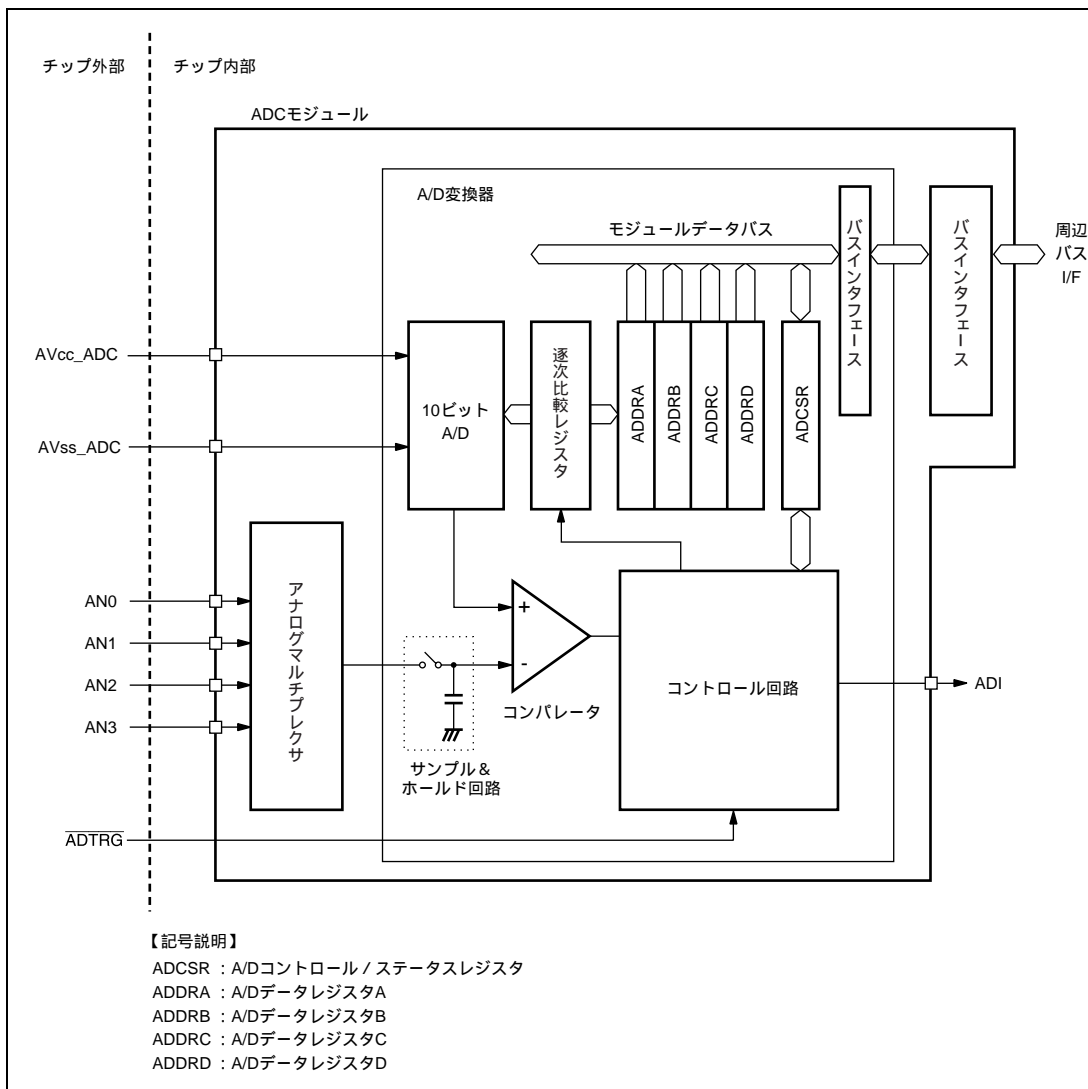 チップ外部
チップ内部
ADCモジュール
A/D変換器
モジュールデータバス
バスインタフェース
バスインタフェース
周辺
バス
I/F
AVcc_ADC
AVss_ADC
10ビット
A/D
逐次比較レジスタ
ADDRA
ADDRB
ADDRC
ADDRD
ADCSR
アナログマルチプレクサ
AN0
AN1
AN2
AN3
+
-
コンパレータ
サンプル&
ホールド回路
コントロール回路
ADI
ADTRG
【記号説明】
ADCSR : A/Dコントロール / ステータスレジスタ
ADDRA : A/DデータレジスタA
ADDRB : A/DデータレジスタB
ADDRC : A/DデータレジスタC
ADDRD : A/DデータレジスタD